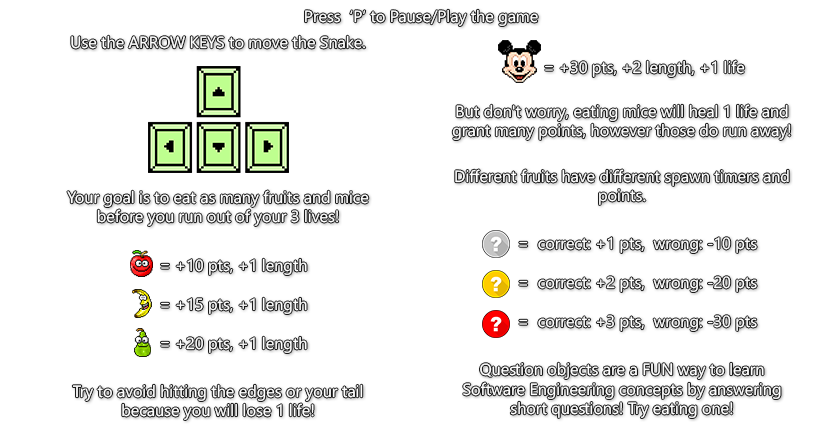 Press 'P' to Pause/Play the game
Use the ARROW KEYS to move the Snake.
Your goal is to eat as many fruits and mice
before you run out of your 3 lives!
= +10 pts, +1 length
= +15 pts, +1 length
= +20 pts, +1 length
Try to avoid hitting the edges or your tail
because you will lose 1 life!
= +30 pts, +2 length, +1 life
But don't worry, eating mice will heal 1 life and
grant many points, however those do run away!
Different fruits have different spawn timers and
points.
? = correct: +1 pts, wrong: -10 pts
? = correct: +2 pts, wrong: -20 pts
? = correct: +3 pts, wrong: -30 pts
Question objects are a FUN way to learn
Software Engineering concepts by answering
short questions! Try eating one!